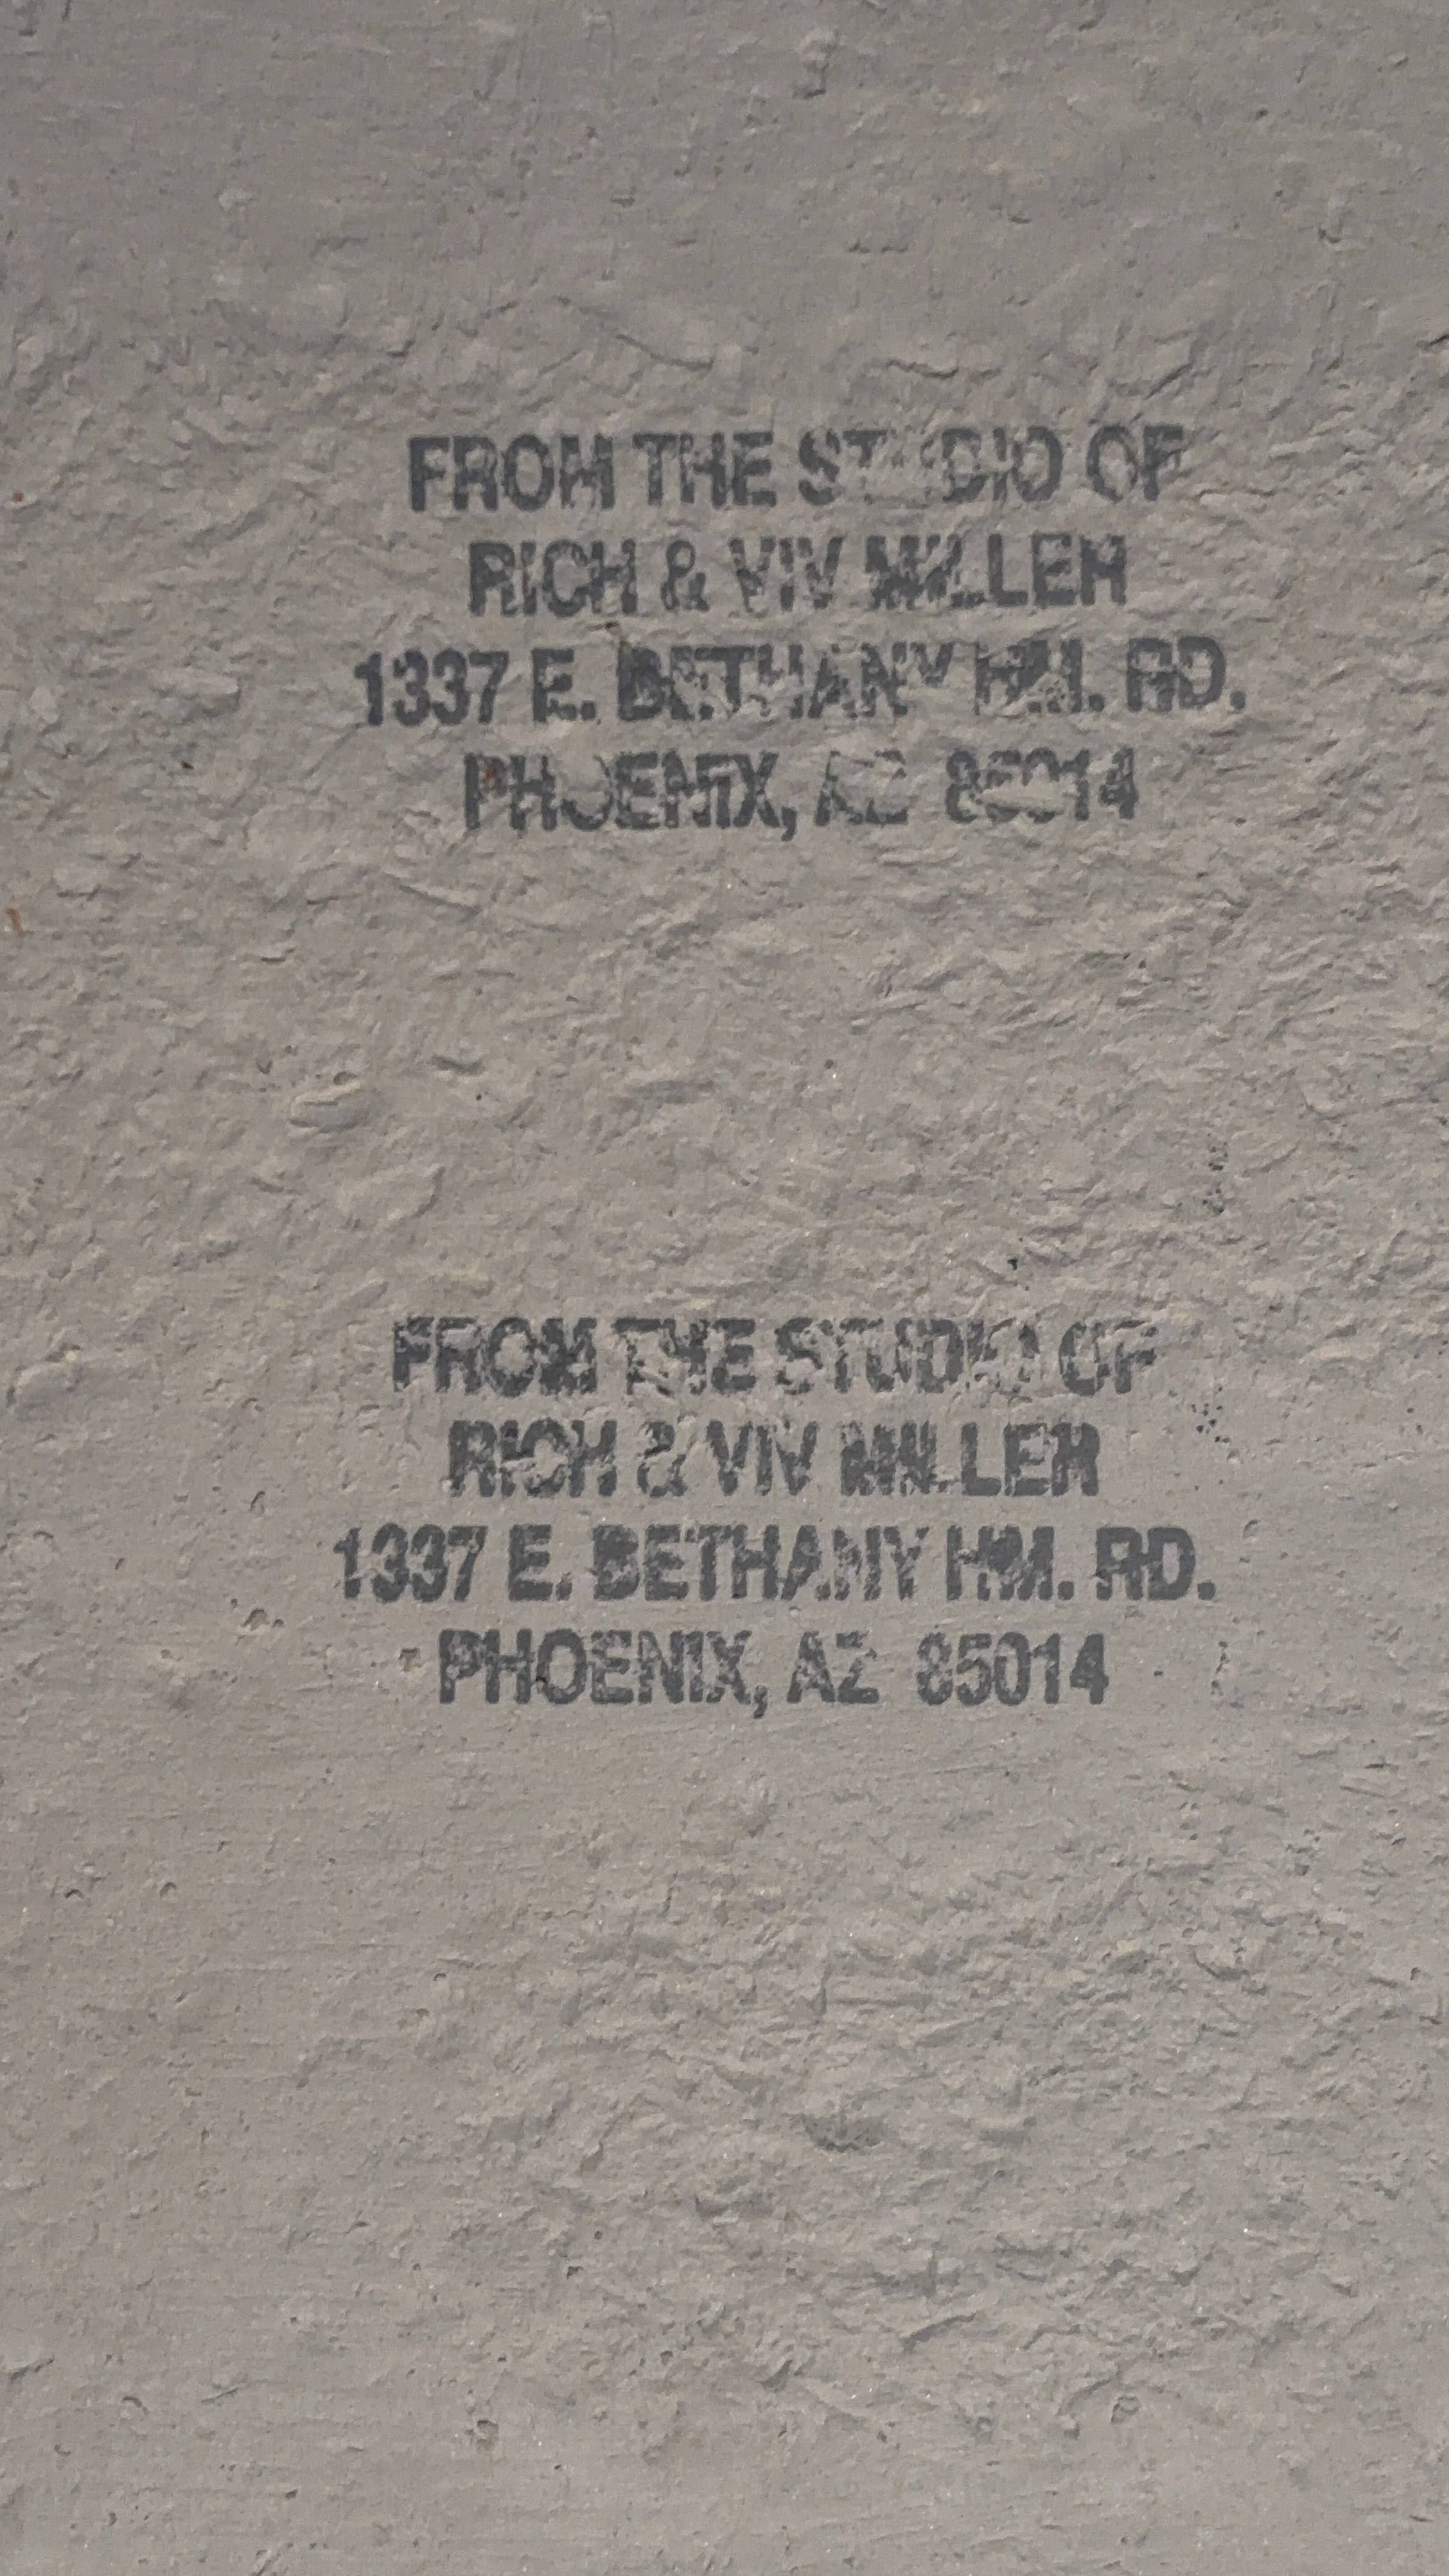 FROM THE STUDIO OF
RICH & VIV MILLER
1337 E. BETHANY HM. RD.
PHOENIX, AZ 85014
FROM THE STUDIO OF
RICH & VIV MILLER
1337 E. BETHANY HM. RD.
PHOENIX, AZ 85014